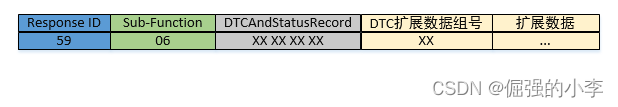 Response ID Sub-Function DTCAndStatusRecord DTC扩展数据组号 扩展数据
59 06 XX XX XX XX XX ...
CSDN @倔强的小李